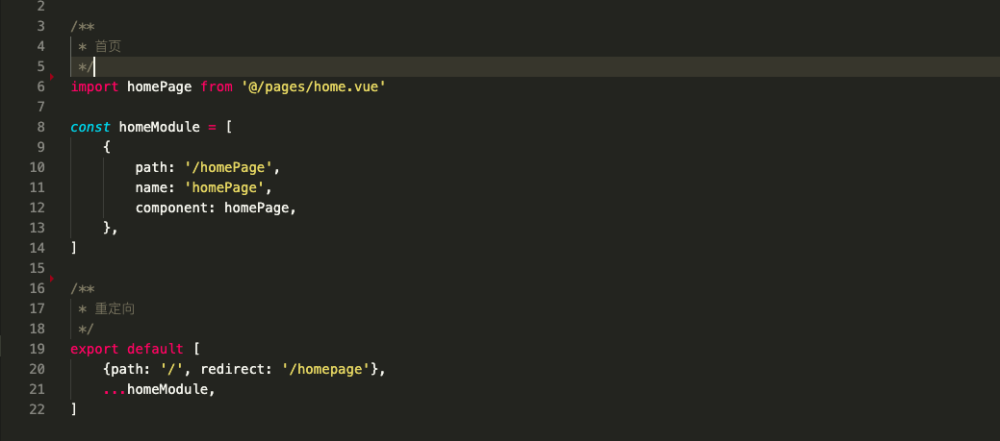 2
3 /**
4 * 首页
5 */
6 import homePage from '@/pages/home.vue'
7
8 const homeModule = [
9 {
10 path: '/homePage',
11 name: 'homePage',
12 component: homePage,
13 },
14 ]
15
16 /**
17 * 重定向
18 */
19 export default [
20 {path: '/', redirect: '/homepage'},
21 ...homeModule,
22 ]